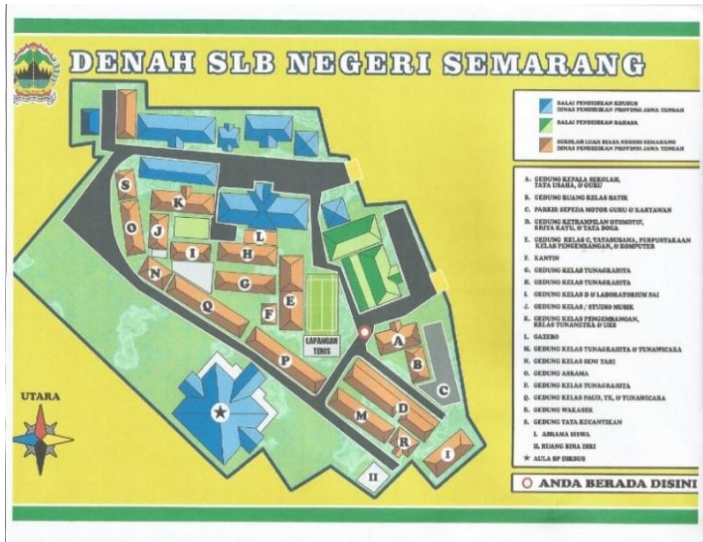 DENAH SLB NEGERI SEMARANG
BALAI PENDIDIKAN KHUSUS
DINAS PENDIDIKAN PROVINSI JAWA TENGAH
BALAI PENDIDIKAN BAHASA
SEKOLAH LUAR BIASA NEGERI SEMARANG
DINAS PENDIDIKAN PROVINSI JAWA TENGAH
A. GEDUNG KEPALA SEKOLAH,
TATA USAHA, & GURU
B. GEDUNG RUANG KELAS BATIK
C. PARKIR SEPEDA MOTOR GURU & KARYAWAN
D. GEDUNG KETRAMPILAN OTOMOTIF,
KRIYA KAYU, & TATA BOGA
E. GEDUNG KELAS C, TATABUSANA, PERPUSTAKAAN
KELAS PENGEMBANGAN, & KOMPUTER
F. KANTIN
G. GEDUNG KELAS TUNAGRAHITA
H. GEDUNG KELAS TUNAGRAHITA
I. GEDUNG KELAS B & LABORATORIUM PAI
J. GEDUNG KELAS / STUDIO MUSIK
K. GEDUNG KELAS PENGEMBANGAN,
KELAS TUNANETRA & UKS
L. GAZEBO
M. GEDUNG KELAS TUNAGRAHITA & TUNAWICARA
N. GEDUNG KELAS SENI TARI
O. GEDUNG ASRAMA
P. GEDUNG KELAS TUNAGRAHITA
Q. GEDUNG KELAS PAUD, TK, & TUNAWICARA
R. GEDUNG WAKASEK
S. GEDUNG TATA KECANTIKAN
I. ASRAMA SISWA
II. RUANG BINA DIRI
★ AULA BP DIKSUS
ANDA BERADA DISINI
S
K
O
J
L
I
H
N
G
E
Q
F
LAPANGAN
TENIS
P
A
B
C
D
M
R
I
II
★
UTARA